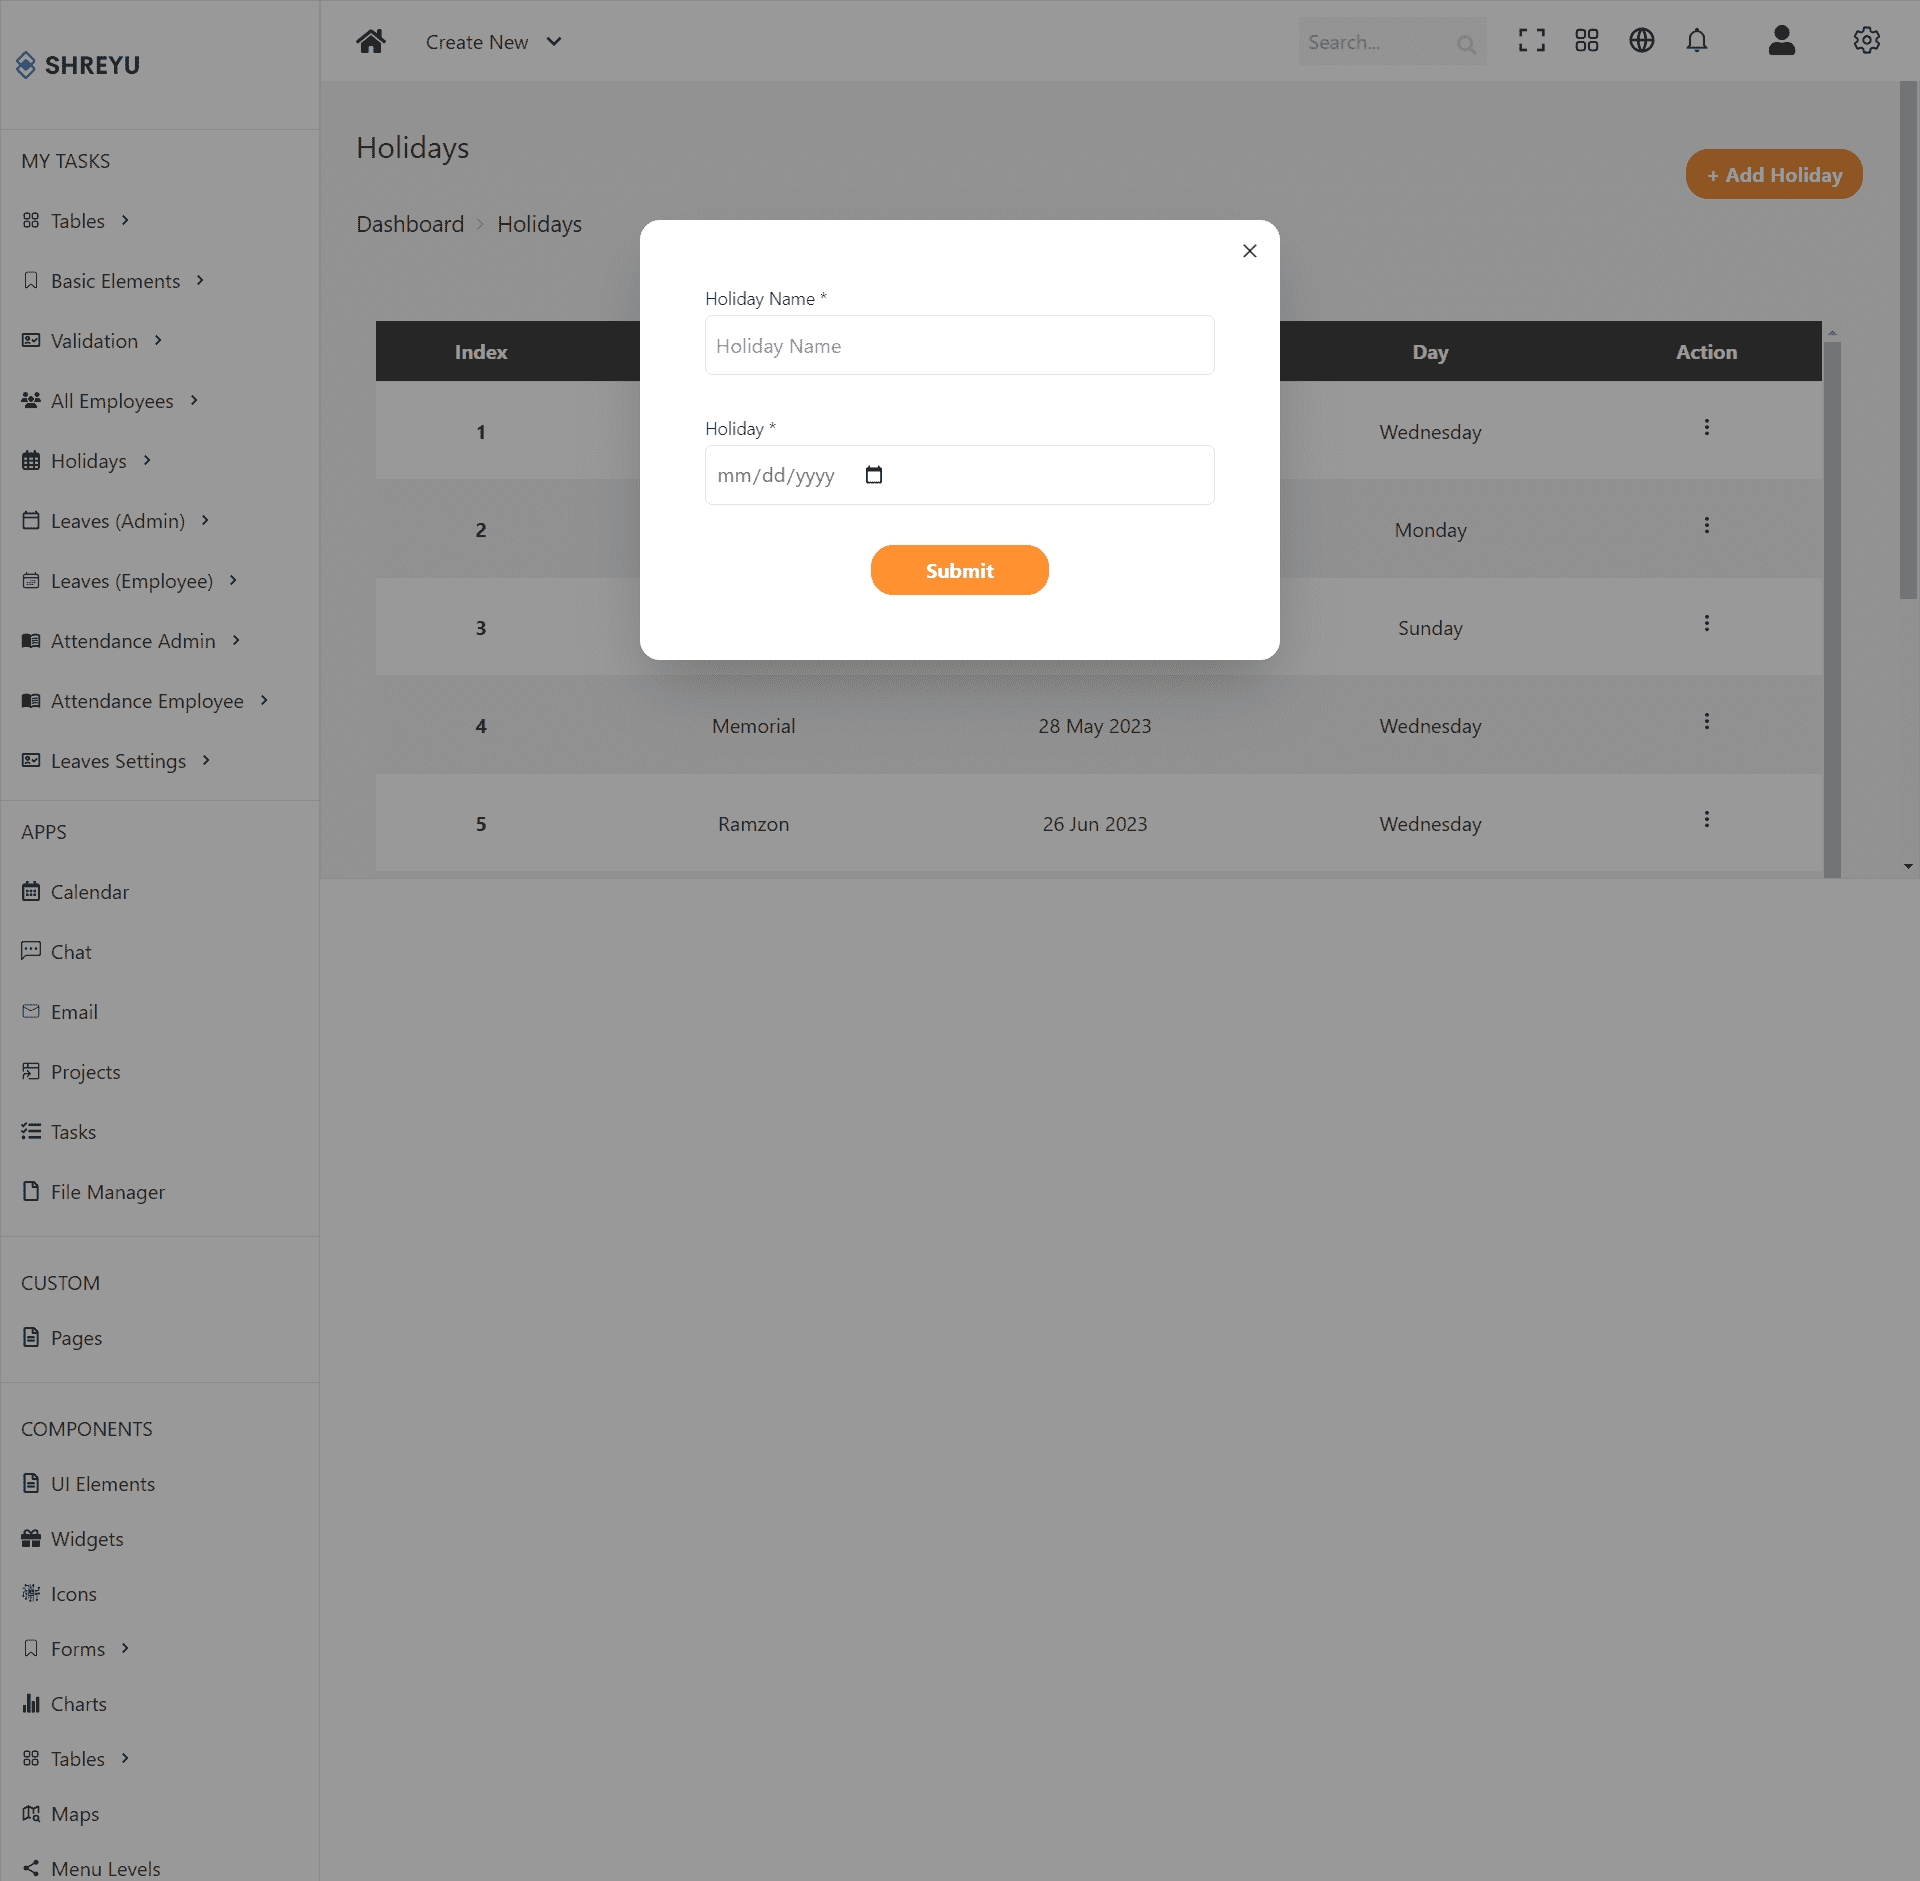 SHREYU
Create New
Search...
MY TASKS
Tables
Basic Elements
Validation
All Employees
Holidays
Leaves (Admin)
Leaves (Employee)
Attendance Admin
Attendance Employee
Leaves Settings
APPS
Calendar
Chat
Email
Projects
Tasks
File Manager
CUSTOM
Pages
COMPONENTS
UI Elements
Widgets
Icons
Forms
Charts
Tables
Maps
Menu Levels
Holidays
+ Add Holiday
Dashboard > Holidays
Index Day Action
1 Wednesday
2 Monday
3 Sunday
4 Memorial 28 May 2023 Wednesday
5 Ramzon 26 Jun 2023 Wednesday
Holiday Name *
Holiday Name
Holiday *
mm/dd/yyyy
Submit